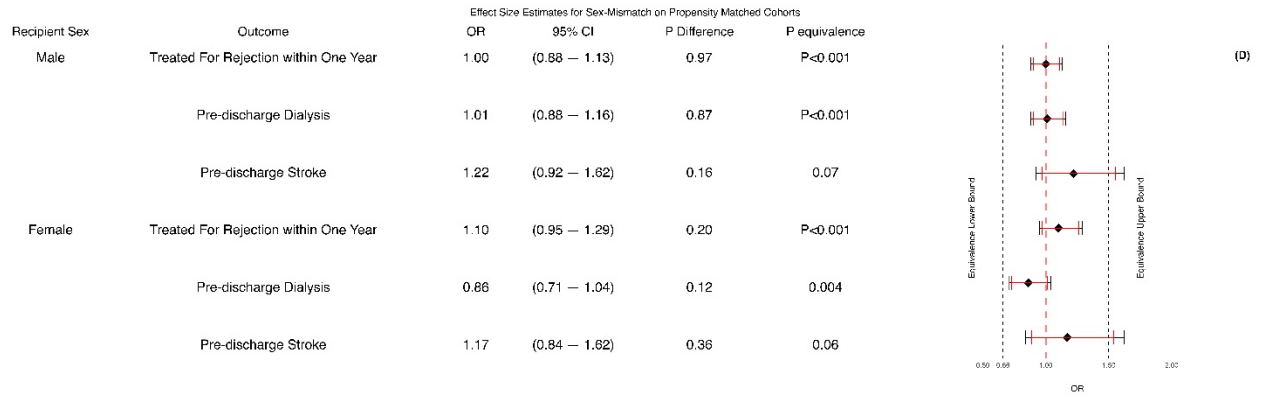 Effect Size Estimates for Sex-Mismatch on Propensity Matched Cohorts
Recipient Sex Outcome OR 95% CI P Difference P equivalence
Male Treated For Rejection within One Year 1.00 (0.88 — 1.13) 0.97 P<0.001
(D)
Pre-discharge Dialysis 1.01 (0.88 — 1.16) 0.87 P<0.001
Pre-discharge Stroke 1.22 (0.92 — 1.62) 0.16 0.07
Female Treated For Rejection within One Year 1.10 (0.95 — 1.29) 0.20 P<0.001
Pre-discharge Dialysis 0.86 (0.71 — 1.04) 0.12 0.004
Pre-discharge Stroke 1.17 (0.84 — 1.62) 0.36 0.06
Equivalence Lower Bound
Equivalence Upper Bound
0.50 0.66 1.00 1.50 2.00
OR